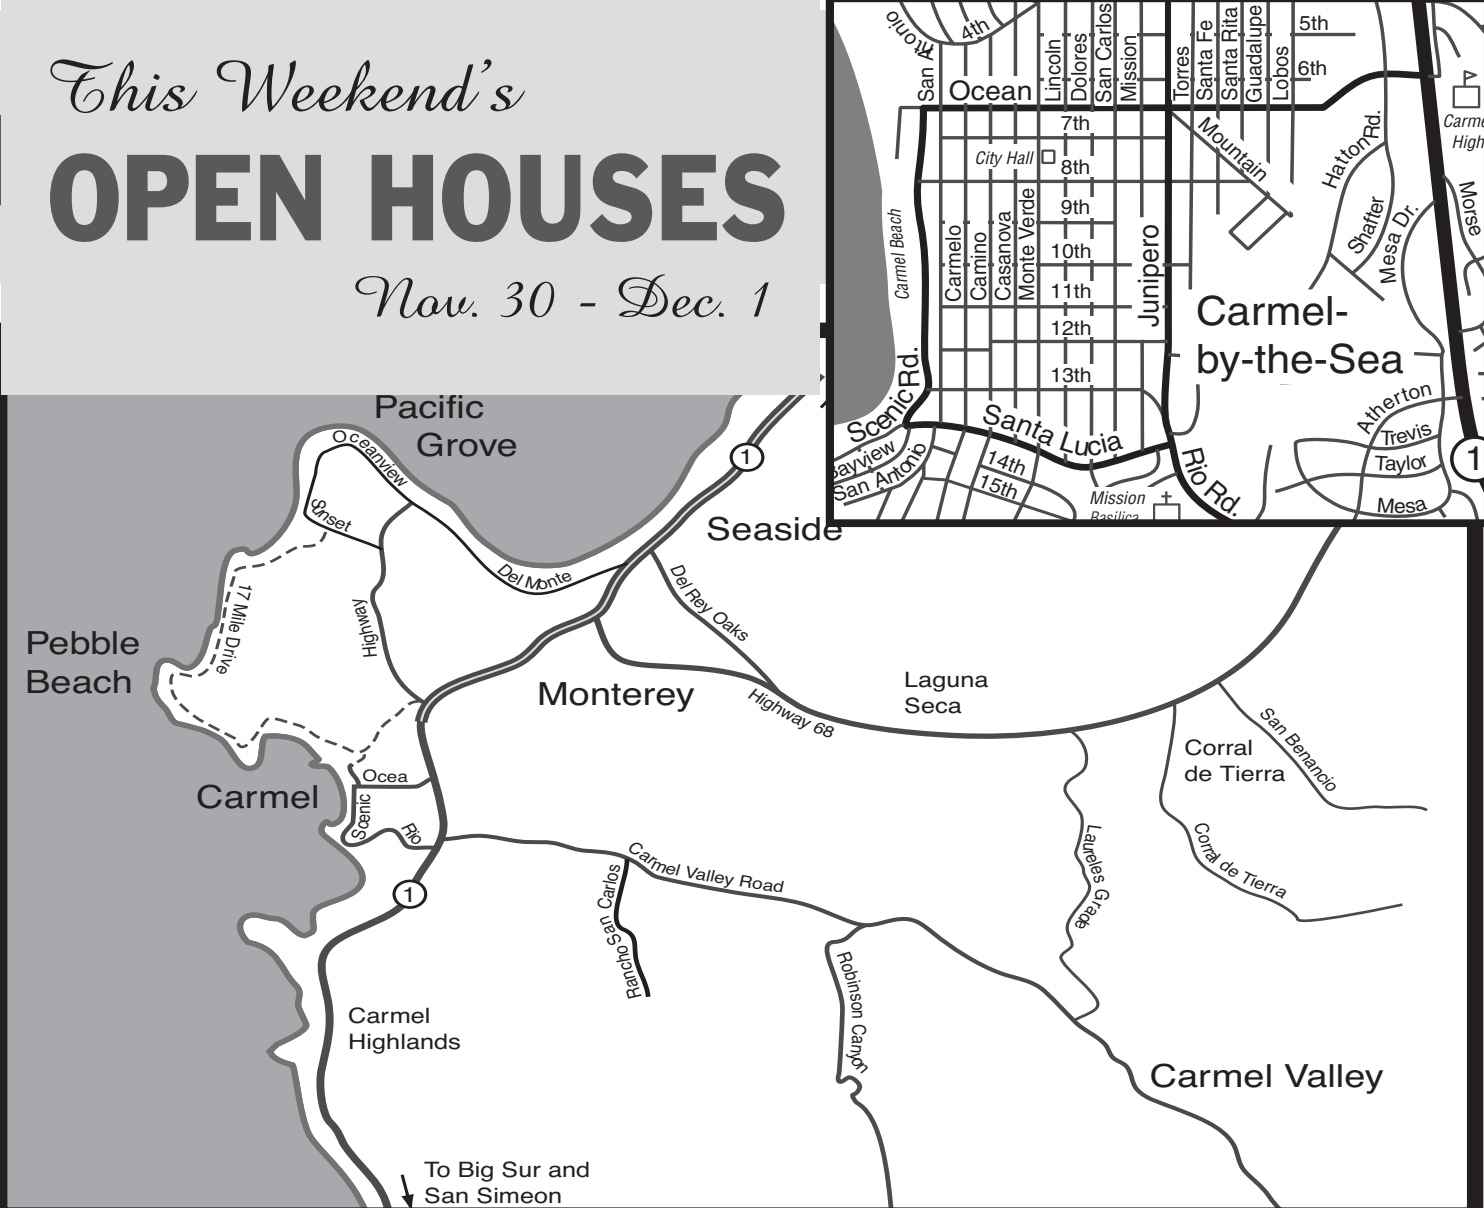 This Weekend's
OPEN HOUSES
Nov. 30 - Dec. 1
Pacific
Grove
Oceanview
Sunset
17 Mile Drive
Highway
Del Monte
1
Seaside
Del Rey Oaks
Pebble
Beach
Monterey
Highway 68
Laguna
Seca
San Benancio
Corral
de Tierra
Corral de Tierra
Laureles Grade
Carmel
Ocea
Scenic
Rio
1
Carmel Valley Road
Rancho San Carlos
Robinson Canyon
Carmel
Highlands
Carmel Valley
To Big Sur and
San Simeon
San Antonio
4th
Lincoln
Dolores
San Carlos
Mission
Torres
Santa Fe
Santa Rita
Guadalupe
Lobos
5th
6th
Ocean
7th
City Hall
8th
9th
10th
11th
12th
13th
Carmel Beach
Carmelo
Camino
Casanova
Monte Verde
Junipero
Mountain
Hatton Rd.
Shafter
Mesa Dr.
Morse
Carme
High
Carmel-
by-the-Sea
Scenic Rd.
Santa Lucia
Bayview
San Antonio
14th
15th
Mission
Basilica
Rio Rd.
Atherton
Trevis
Taylor
Mesa
1